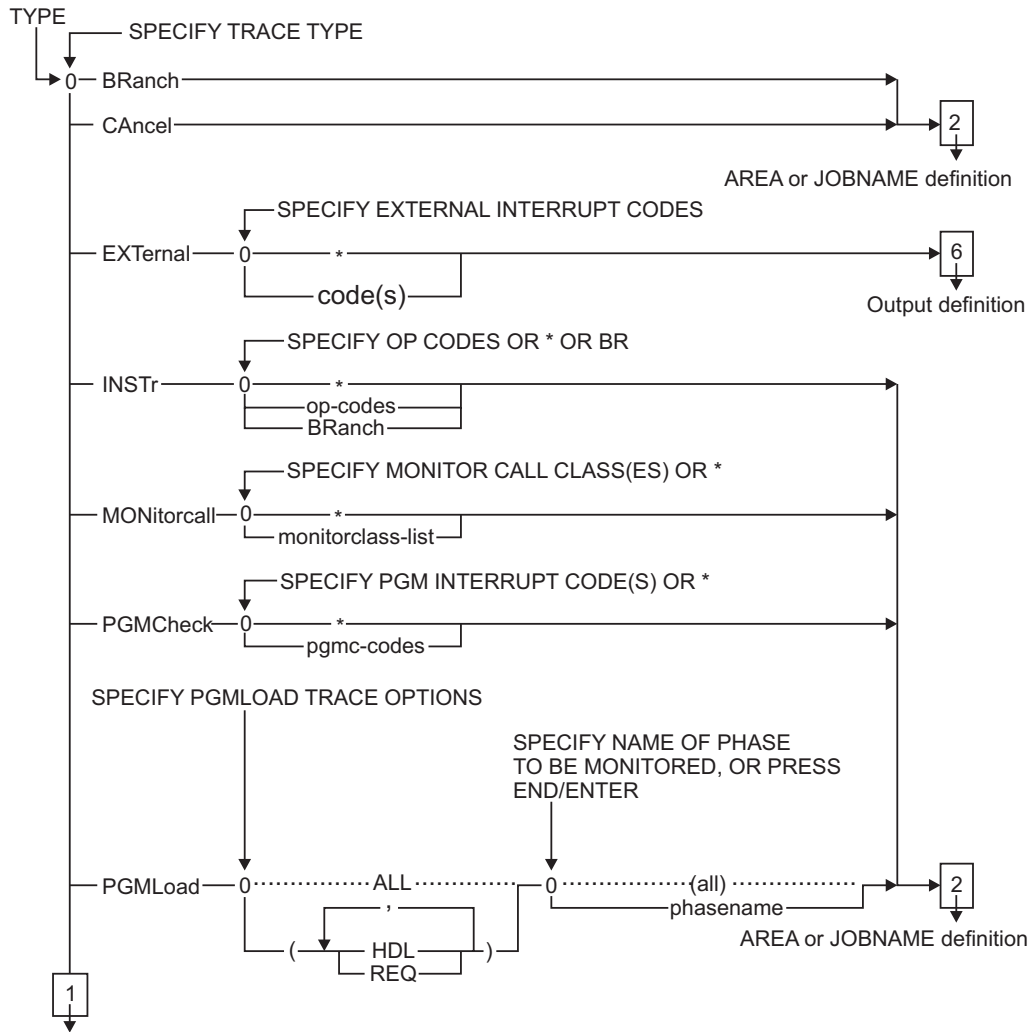 TYPE
SPECIFY TRACE TYPE
0 BRanch
CAncel
2
AREA or JOBNAME definition
SPECIFY EXTERNAL INTERRUPT CODES
EXTernal 0 *
code(s)
6
Output definition
SPECIFY OP CODES OR * OR BR
INSTr 0 *
op-codes
BRanch
SPECIFY MONITOR CALL CLASS(ES) OR *
MONitorcall 0 *
monitorclass-list
SPECIFY PGM INTERRUPT CODE(S) OR *
PGMCheck 0 *
pgmc-codes
SPECIFY PGMLOAD TRACE OPTIONS
SPECIFY NAME OF PHASE
TO BE MONITORED, OR PRESS
END/ENTER
PGMLoad 0 ALL 0 (all) 2
, phasename
AREA or JOBNAME definition
( HDL )
REQ
1